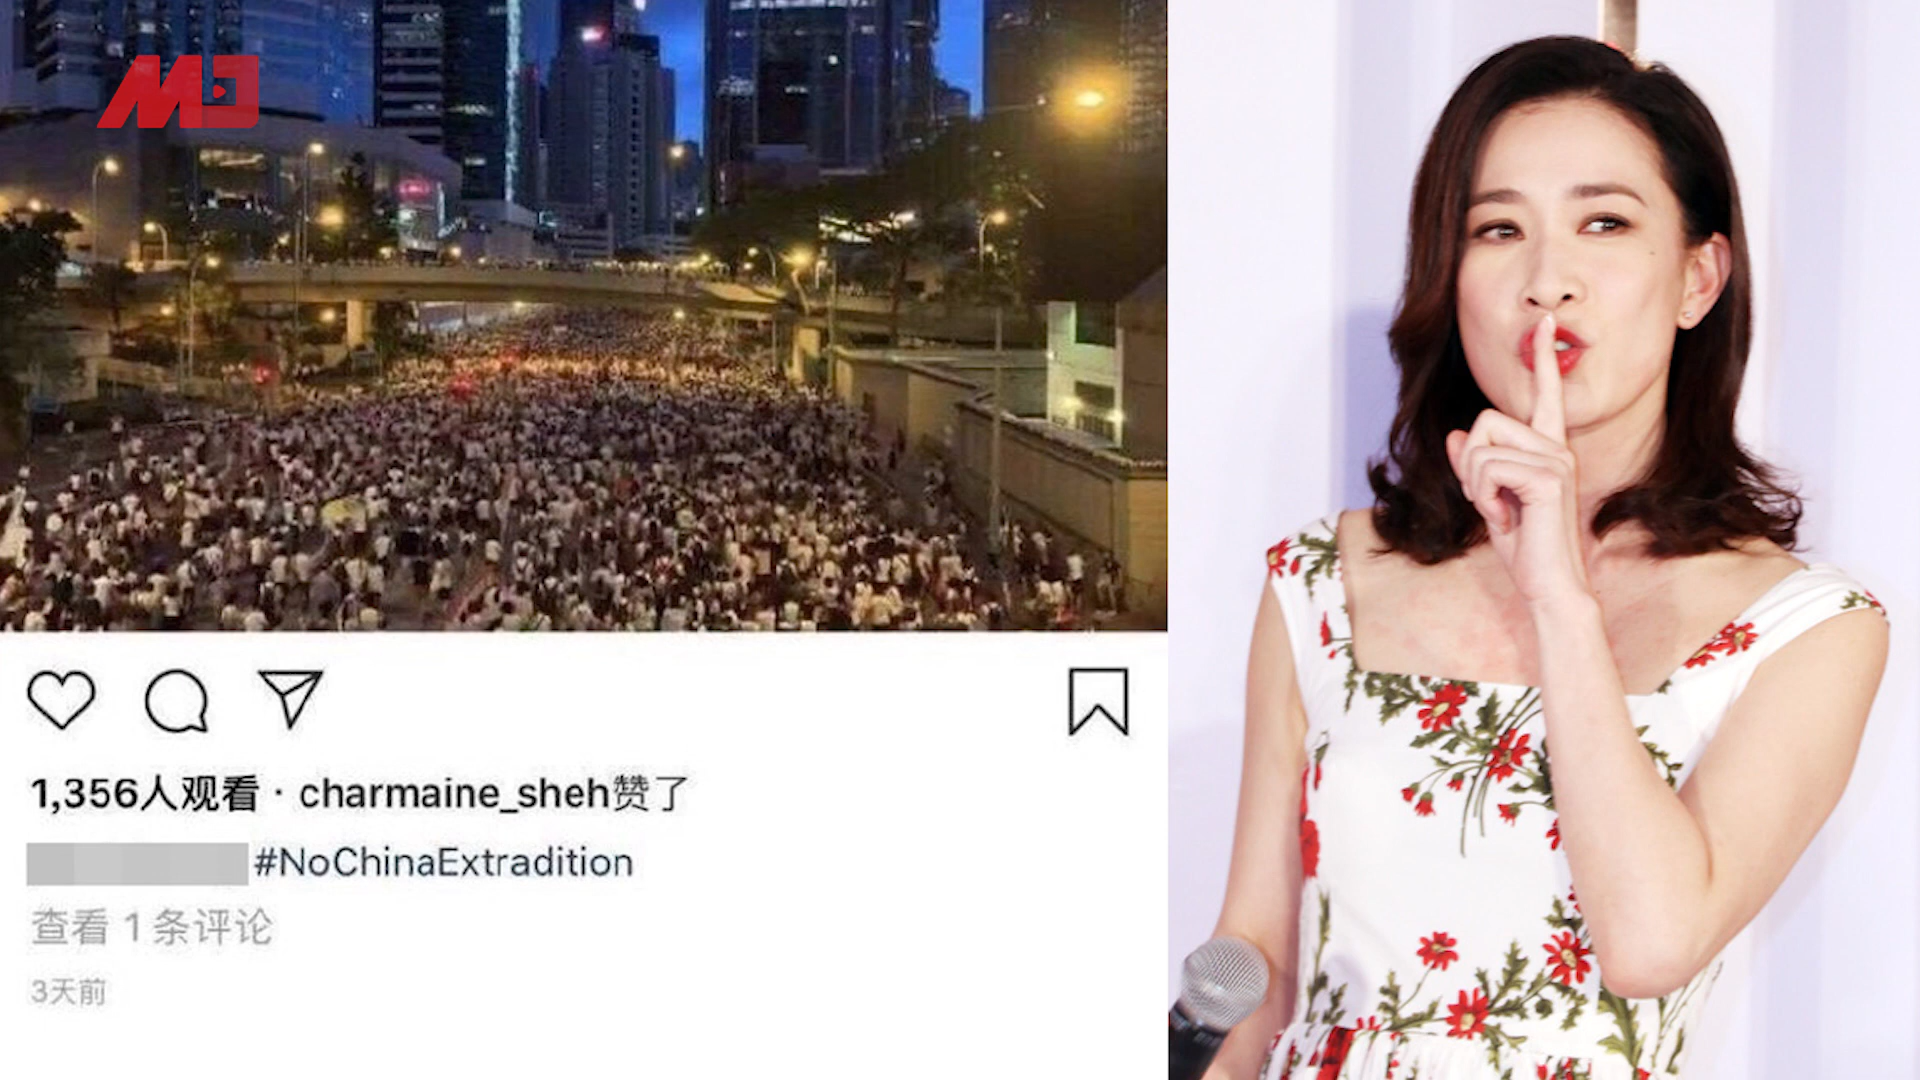 1,356人观看 · charmaine_sheh赞了
#NoChinaExtradition
查看 1 条评论
3天前